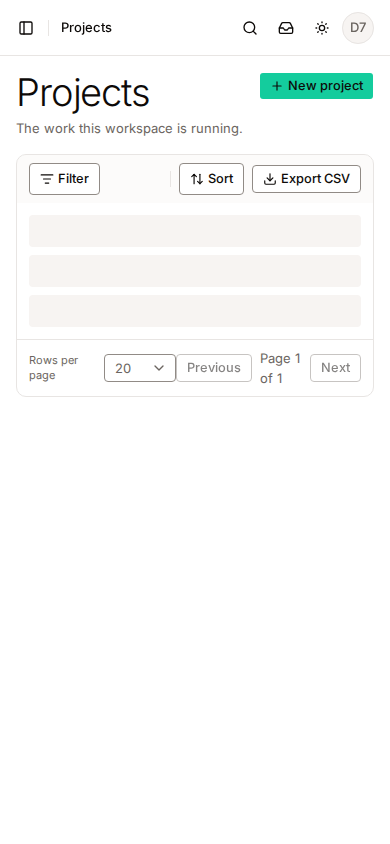 Projects
D7
Projects
New project
The work this workspace is running.
Filter
Sort
Export CSV
Rows per
page
20
Previous
Page 1
of 1
Next